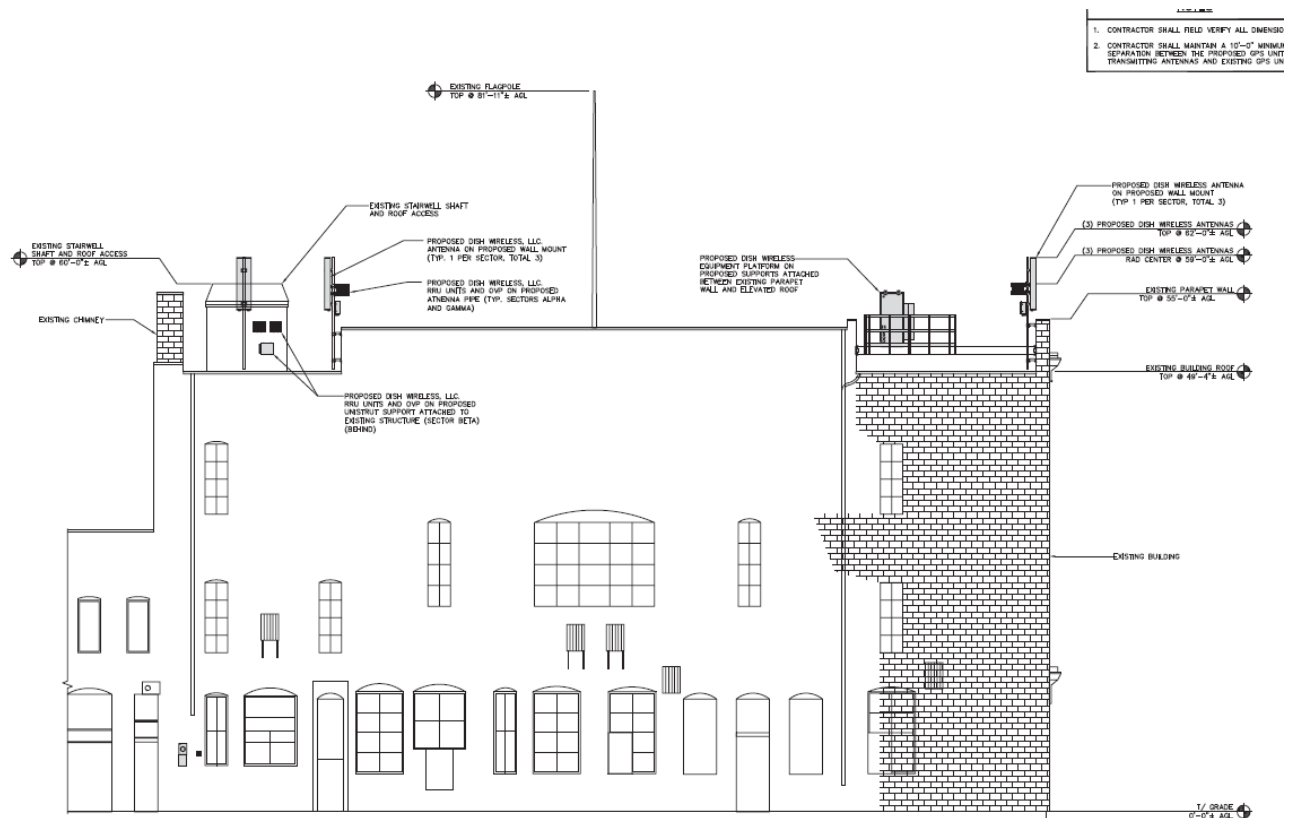 NOTES
1. CONTRACTOR SHALL FIELD VERIFY ALL DIMENSIO
2. CONTRACTOR SHALL MAINTAIN A 10'-0" MINIMU
SEPARATION BETWEEN THE PROPOSED GPS UNIT
TRANSMITTING ANTENNAS AND EXISTING GPS UN
EXISTING FLAGPOLE
TOP @ 81'-11"± AGL
EXISTING STAIRWELL SHAFT
AND ROOF ACCESS
PROPOSED DISH WIRELESS ANTENNA
ON PROPOSED WALL MOUNT
(TYP 1 PER SECTOR, TOTAL 3)
(3) PROPOSED DISH WIRELESS ANTENNAS
TOP @ 62'-0"± AGL
EXISTING STAIRWELL
SHAFT AND ROOF ACCESS
TOP @ 60'-0"± AGL
PROPOSED DISH WIRELESS, LLC.
ANTENNA ON PROPOSED WALL MOUNT
(TYP. 1 PER SECTOR, TOTAL 3)
PROPOSED DISH WIRELESS
EQUIPMENT PLATFORM ON
PROPOSED SUPPORTS ATTACHED
BETWEEN EXISTING PARAPET
WALL AND ELEVATED ROOF
(3) PROPOSED DISH WIRELESS ANTENNAS
RAD CENTER @ 59'-0"± AGL
PROPOSED DISH WIRELESS, LLC.
RRU UNITS AND OVP ON PROPOSED
ATNENNA PIPE (TYP. SECTORS ALPHA
AND GAMMA)
EXISTING PARAPET WALL
TOP @ 55'-0"± AGL
EXISTING CHIMNEY
EXISTING BUILDING ROOF
TOP @ 49'-4"± AGL
PROPOSED DISH WIRELESS, LLC.
RRU UNITS AND OVP ON PROPOSED
UNISTRUT SUPPORT ATTACHED TO
EXISTING STRUCTURE (SECTOR BETA)
(BEHIND)
EXISTING BUILDING
T/ GRADE
0'-0"± AGL